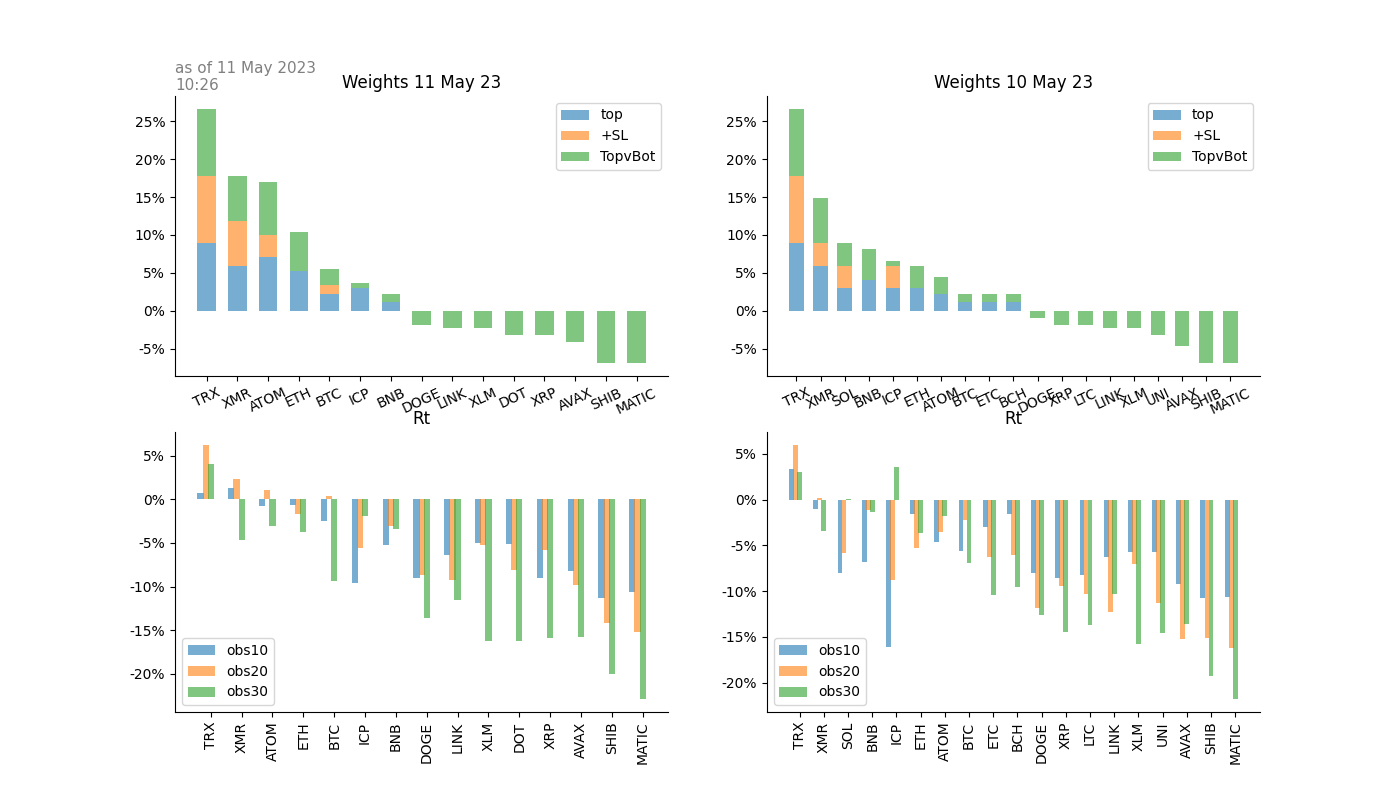 as of 11 May 2023
10:26
Weights 11 May 23
25%
20%
15%
10%
5%
0%
-5%
top
+SL
TopvBot
TRX XMR ATOM ETH BTC ICP BNB DOGE LINK XLM DOT XRP AVAX SHIB MATIC
Weights 10 May 23
25%
20%
15%
10%
5%
0%
-5%
top
+SL
TopvBot
TRX XMR SOL BNB ICP ETH ATOM BTC ETC BCH DOGE XRP LTC LINK XLM UNI AVAX SHIB MATIC
Rt
5%
0%
-5%
-10%
-15%
-20%
obs10
obs20
obs30
TRX XMR ATOM ETH BTC ICP BNB DOGE LINK XLM DOT XRP AVAX SHIB MATIC
Rt
5%
0%
-5%
-10%
-15%
-20%
obs10
obs20
obs30
TRX XMR SOL BNB ICP ETH ATOM BTC ETC BCH DOGE XRP LTC LINK XLM UNI AVAX SHIB MATIC